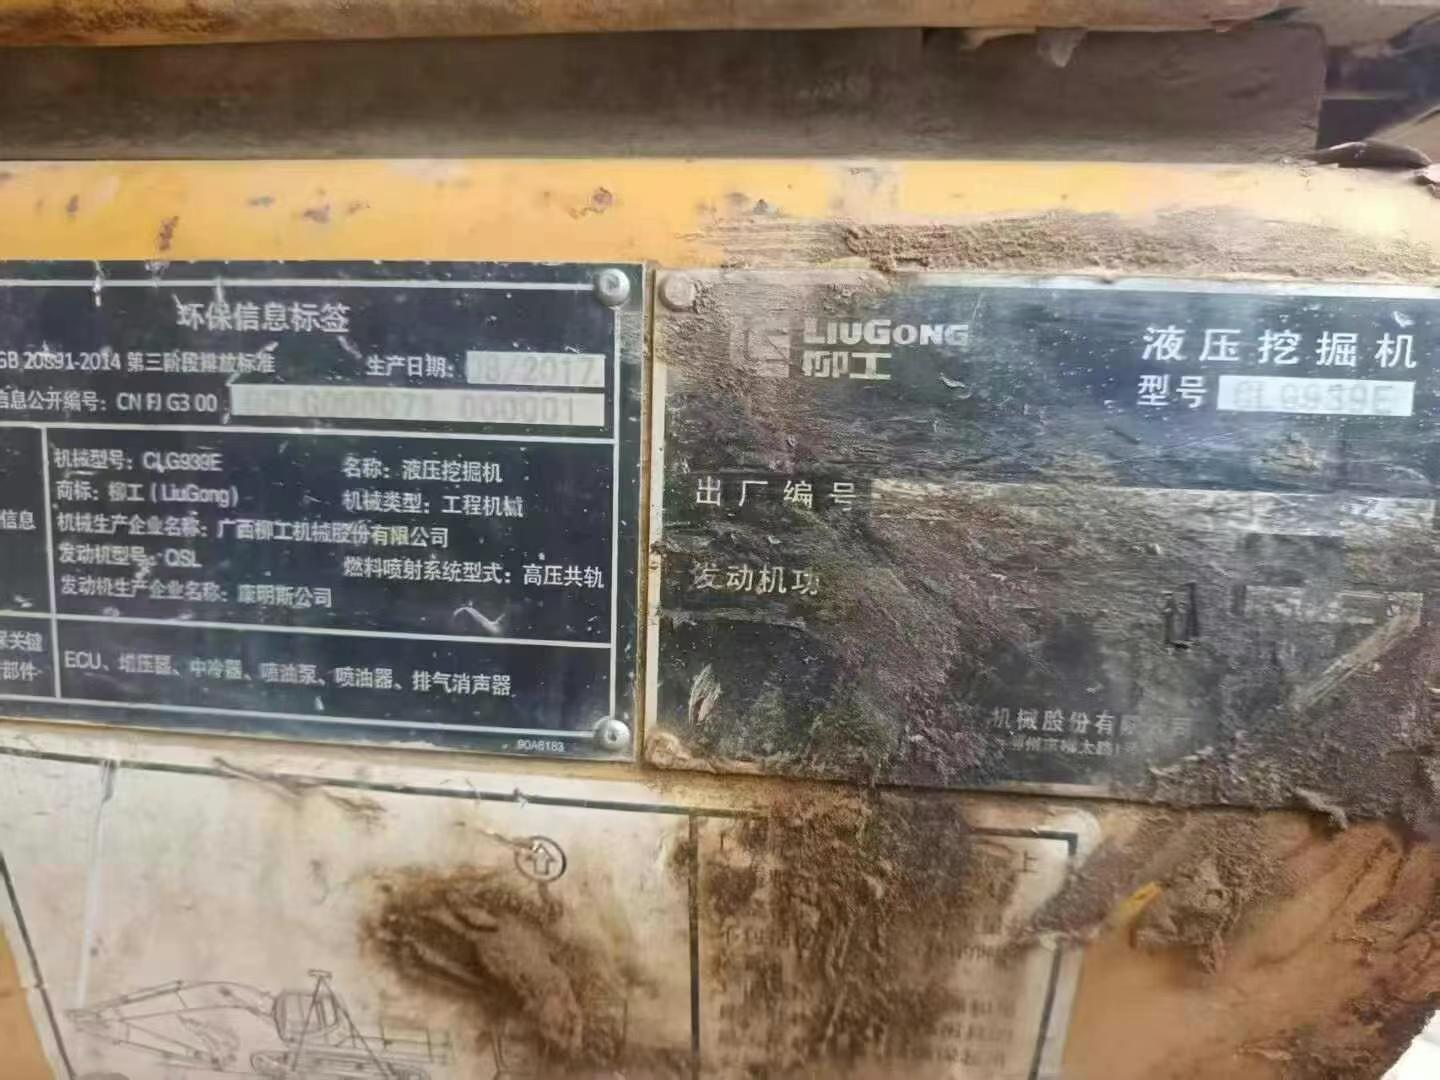 环保信息标签
GB 20891-2014 第三阶段排放标准
生产日期: 08/2017
信息公开编号: CN FJ G3 00
机械型号: CLG939E
名称: 液压挖掘机
商标: 柳工 (LiuGong)
机械类型: 工程机械
机械生产企业名称: 广西柳工机械股份有限公司
发动机型号: QSL
燃料喷射系统型式: 高压共轨
发动机生产企业名称: 康明斯公司
信息
关键
部件
ECU、增压器、中冷器、喷油泵、喷油器、排气消声器
90A6183
LIUGONG
柳工
液压挖掘机
型号 CLG939E
出厂编号
发动机功
机械股份有限
上